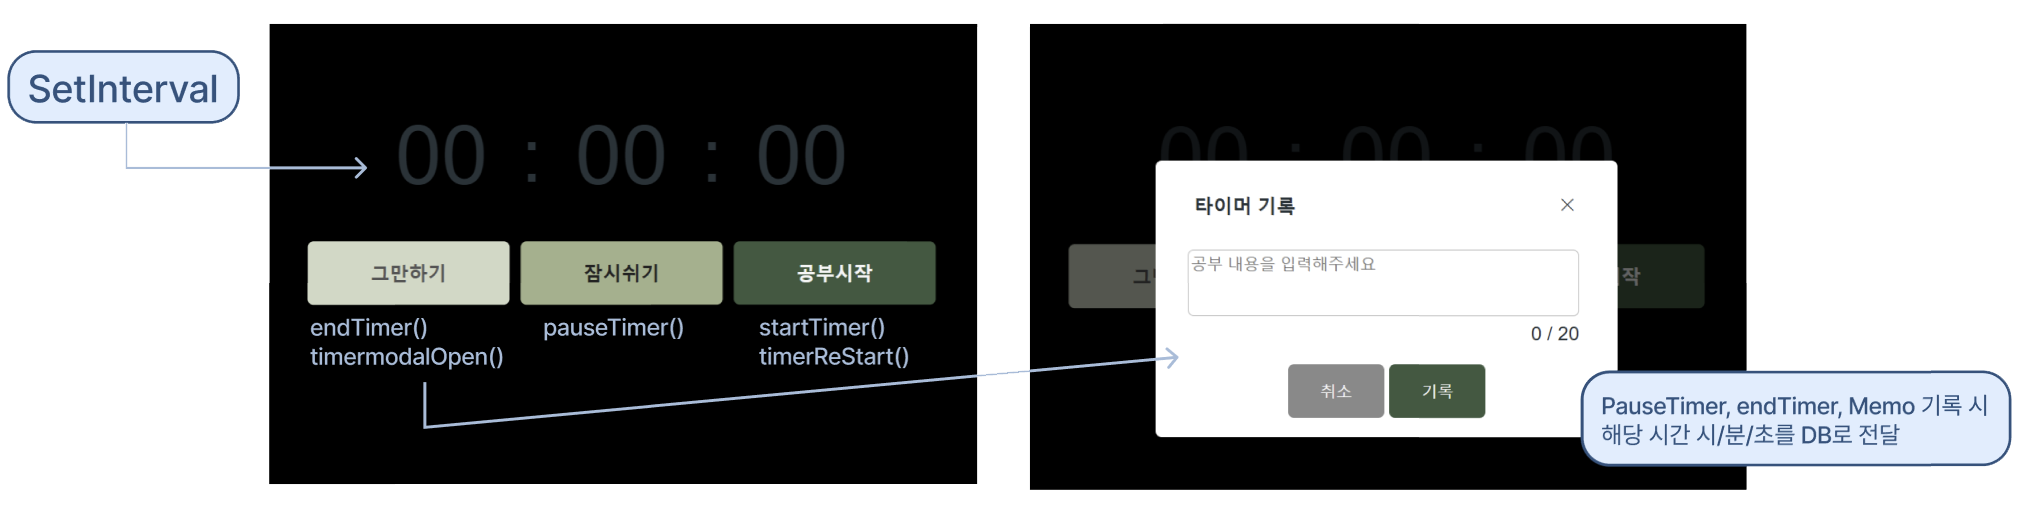 SetInterval
00 : 00 : 00
그만하기
잠시쉬기
공부시작
endTimer()
timermodalOpen()
pauseTimer()
startTimer()
timerReStart()
00 : 00 : 00
그
작
타이머 기록
공부 내용을 입력해주세요
0 / 20
취소
기록
PauseTimer, endTimer, Memo 기록 시
해당 시간 시/분/초를 DB로 전달